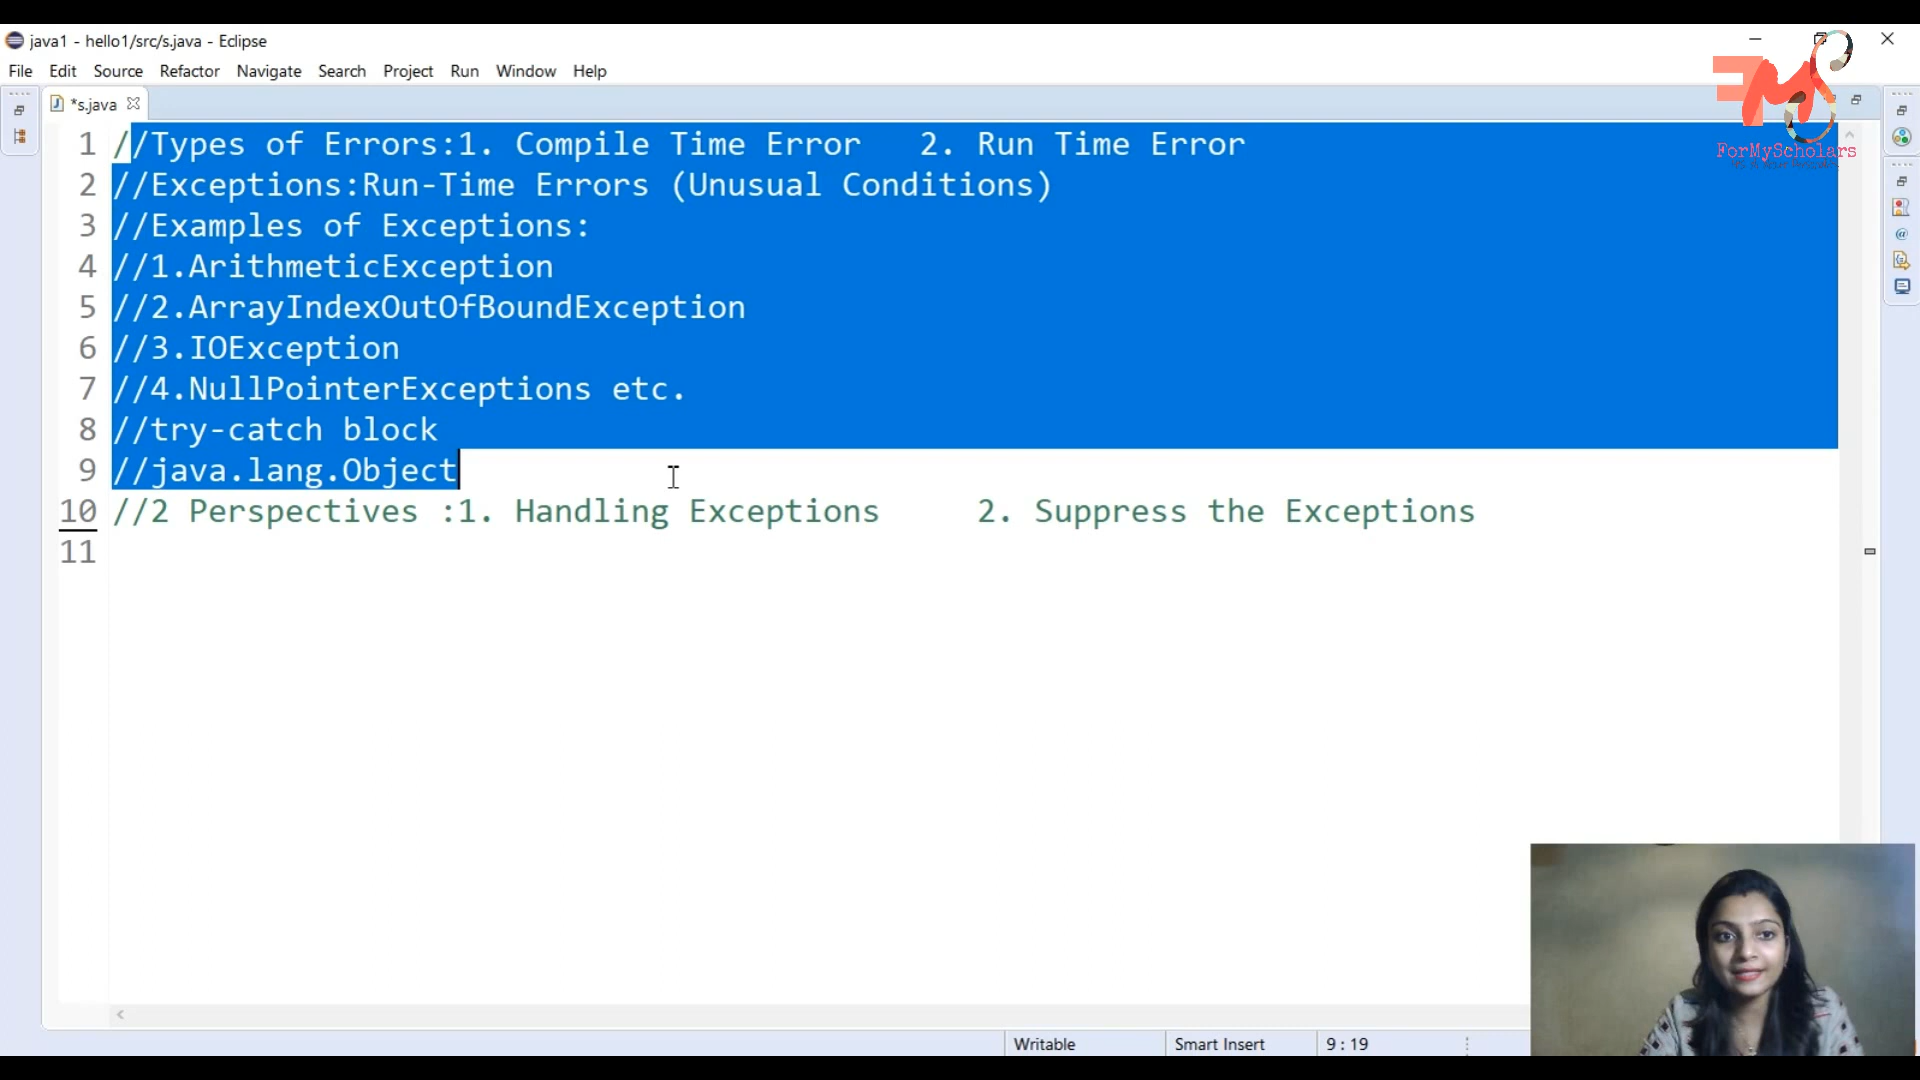 java1 - hello1/src/s.java - Eclipse
File Edit Source Refactor Navigate Search Project Run Window Help
*s.java
ForMyScholars
1 //Types of Errors:1. Compile Time Error 2. Run Time Error
2 //Exceptions:Run-Time Errors (Unusual Conditions)
3 //Examples of Exceptions:
4 //1.ArithmeticException
5 //2.ArrayIndexOutOfBoundException
6 //3.IOException
7 //4.NullPointerExceptions etc.
8 //try-catch block
9 //java.lang.Object
10 //2 Perspectives :1. Handling Exceptions 2. Suppress the Exceptions
11
Writable Smart Insert 9 : 19